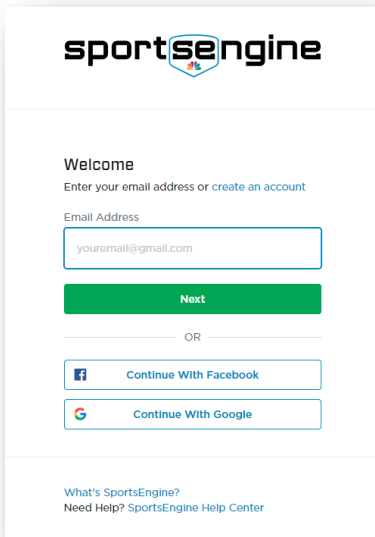 sportsengine
Welcome
Enter your email address or create an account
Email Address
youremail@gmail.com
Next
OR
Continue With Facebook
Continue With Google
What's SportsEngine?
Need Help? SportsEngine Help Center